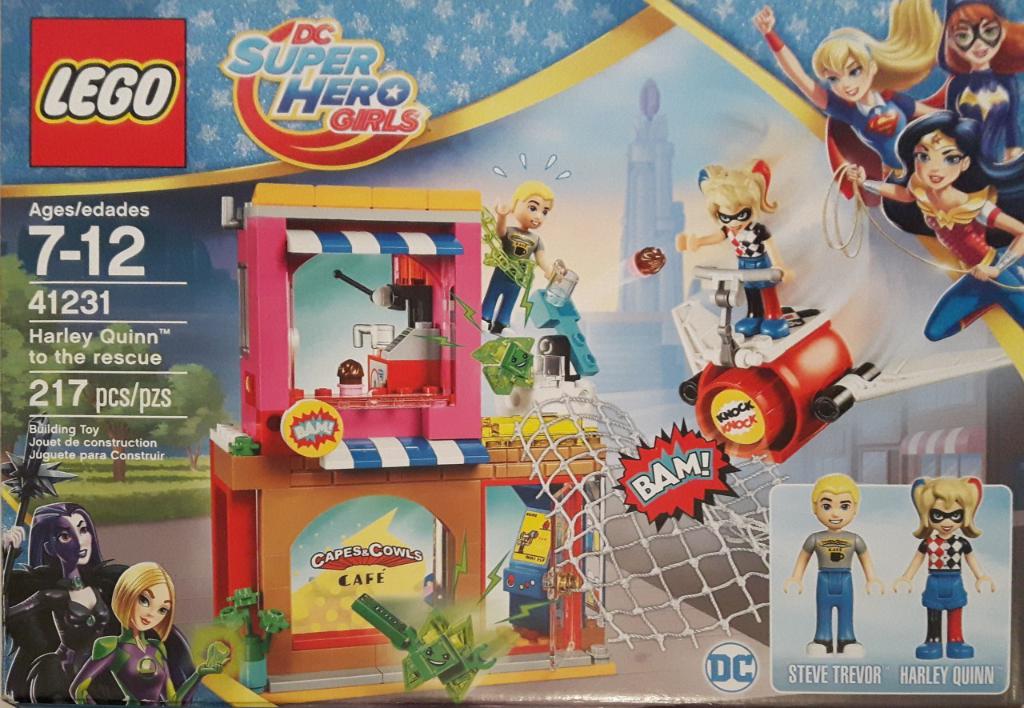 LEGO
DC
SUPER
HERO
GIRLS
Ages/edades
7-12
41231
Harley Quinn™
to the rescue
217 pcs/pzs
Building Toy
Jouet de construction
Juguete para Construir
BAM!
KNOCK
KNOCK
BAM!
CAPES & COWLS
CAFÉ
DC
STEVE TREVOR™ HARLEY QUINN™